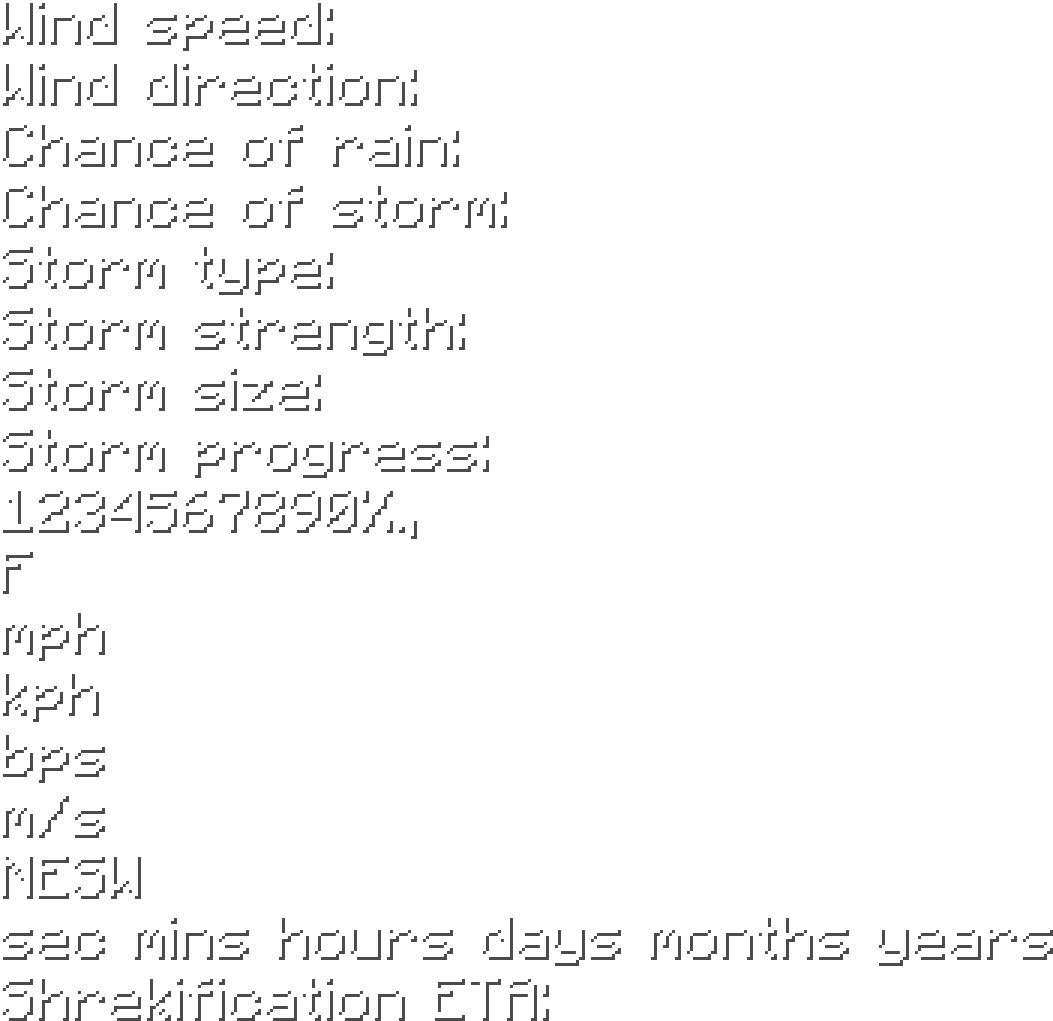 Wind speed:
Wind direction:
Chance of rain:
Chance of storm:
Storm type:
Storm strength:
Storm size:
Storm progress:
1234567890%.,
F
mph
kph
bps
m/s
NESW
sec mins hours days months years
Shrekification ETA: